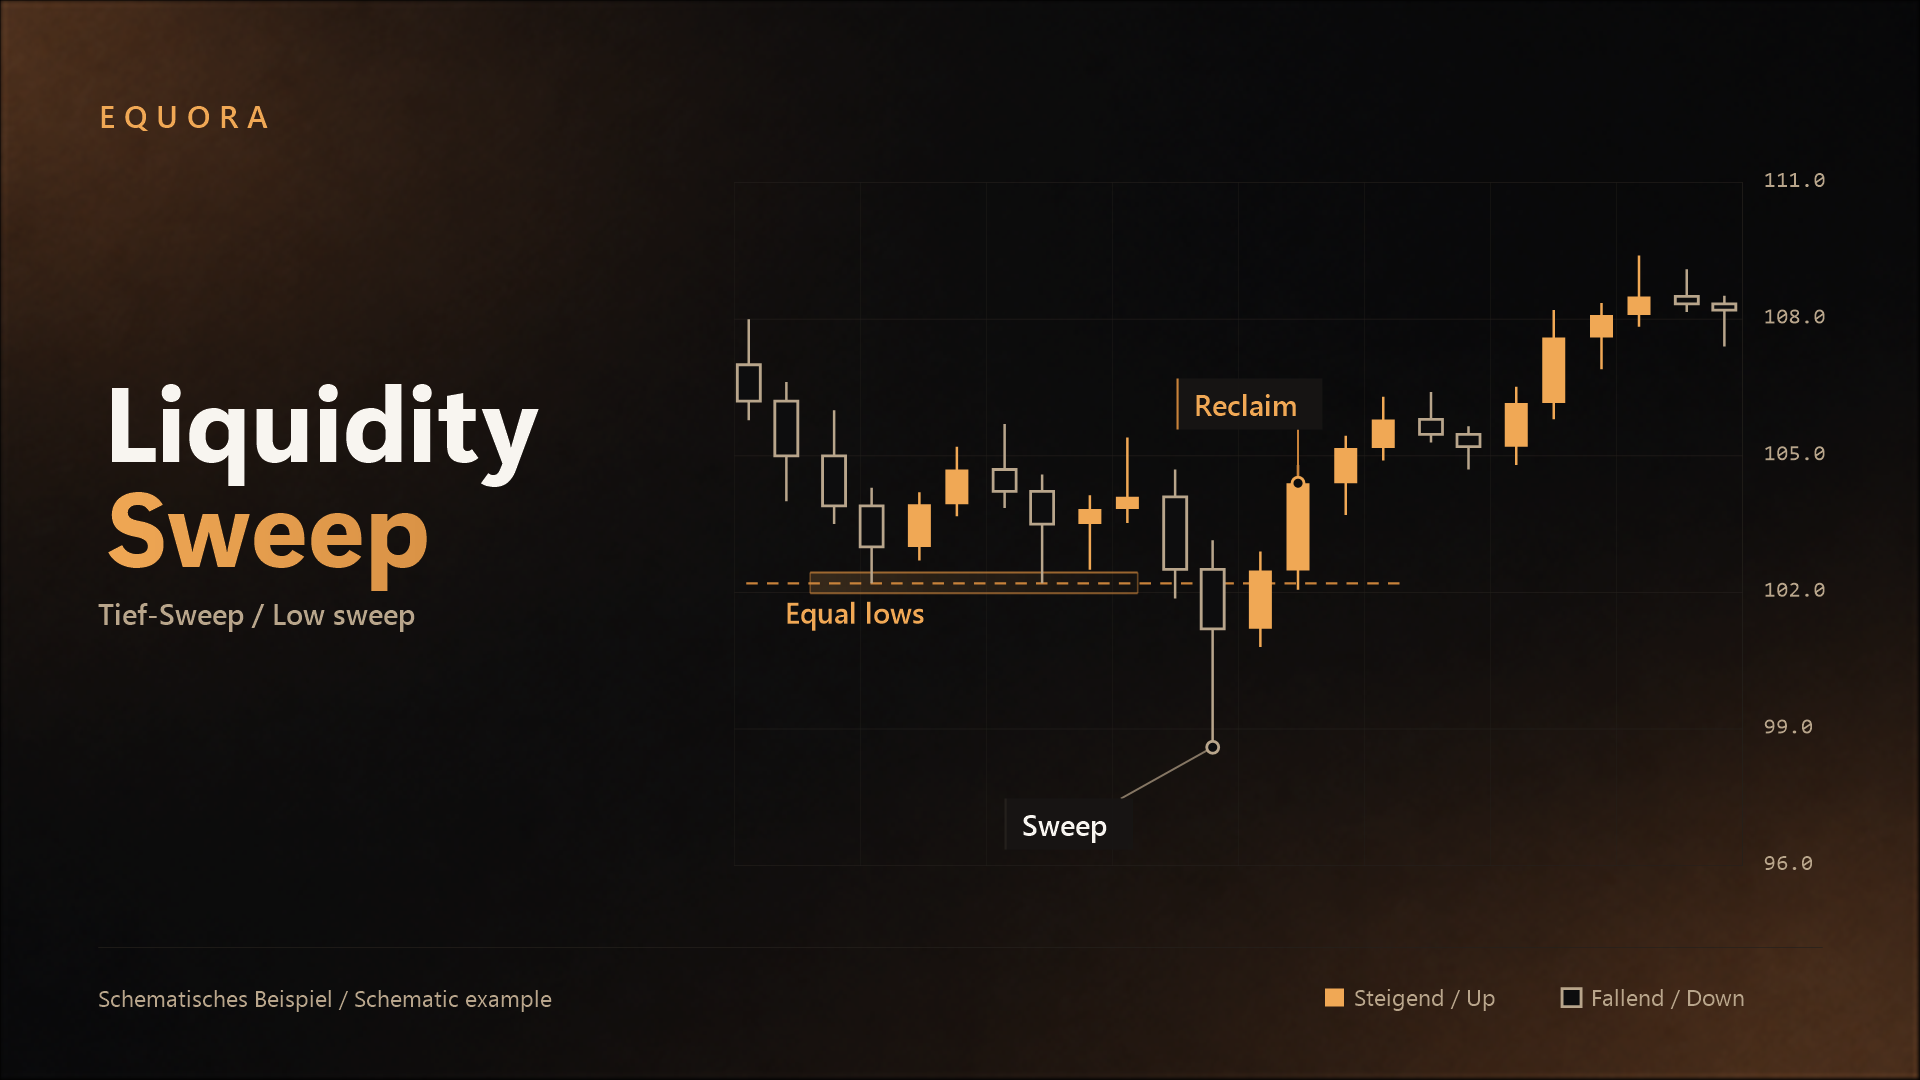 EQUORA
Liquidity
Sweep
Tief-Sweep / Low sweep
111.0
108.0
Reclaim
105.0
102.0
Equal lows
99.0
Sweep
96.0
Schematisches Beispiel / Schematic example
Steigend / Up
Fallend / Down